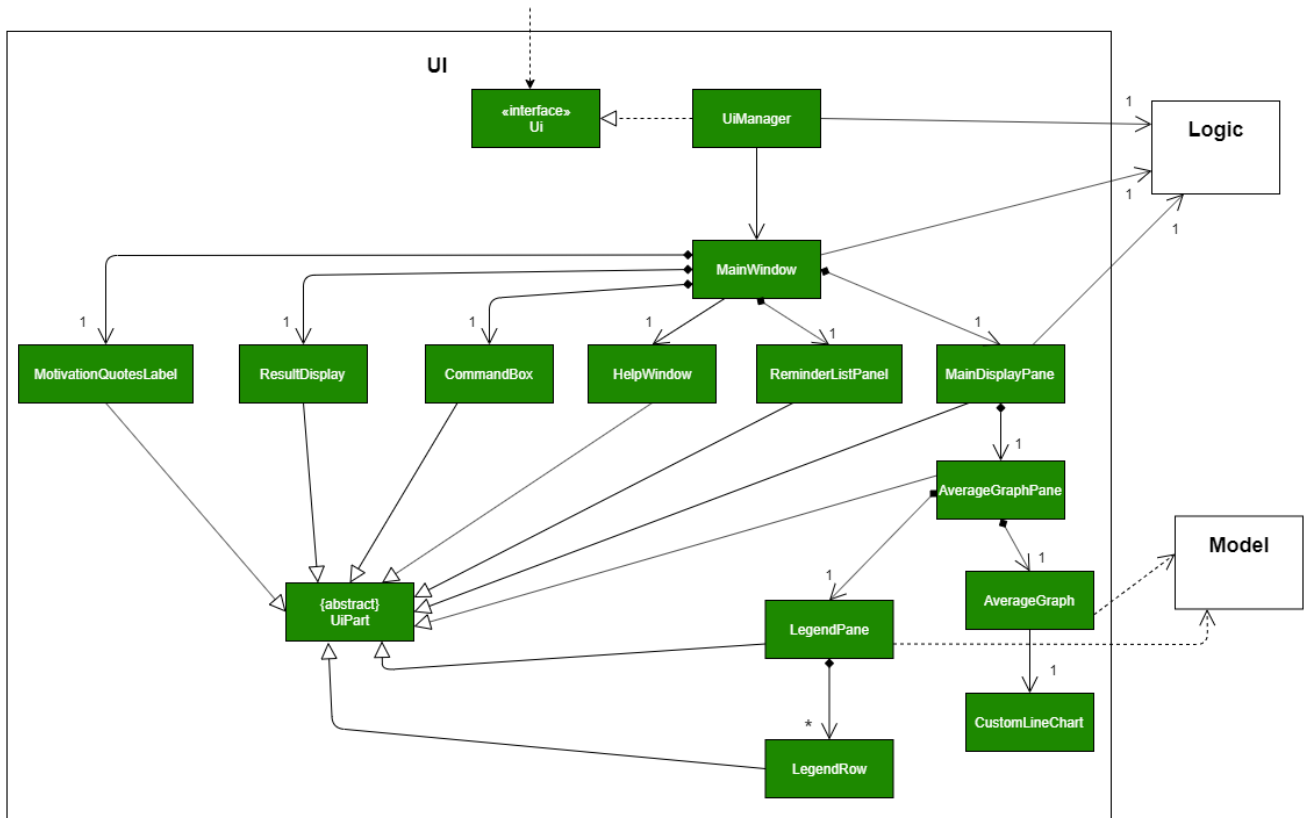 UI
«interface»
Ui
UiManager
1
Logic
1
1
MainWindow
1
1
1
1
1
1
MotivationQuotesLabel
ResultDisplay
CommandBox
HelpWindow
ReminderListPanel
MainDisplayPane
1
AverageGraphPane
Model
1
1
{abstract}
UiPart
AverageGraph
LegendPane
1
*
CustomLineChart
LegendRow